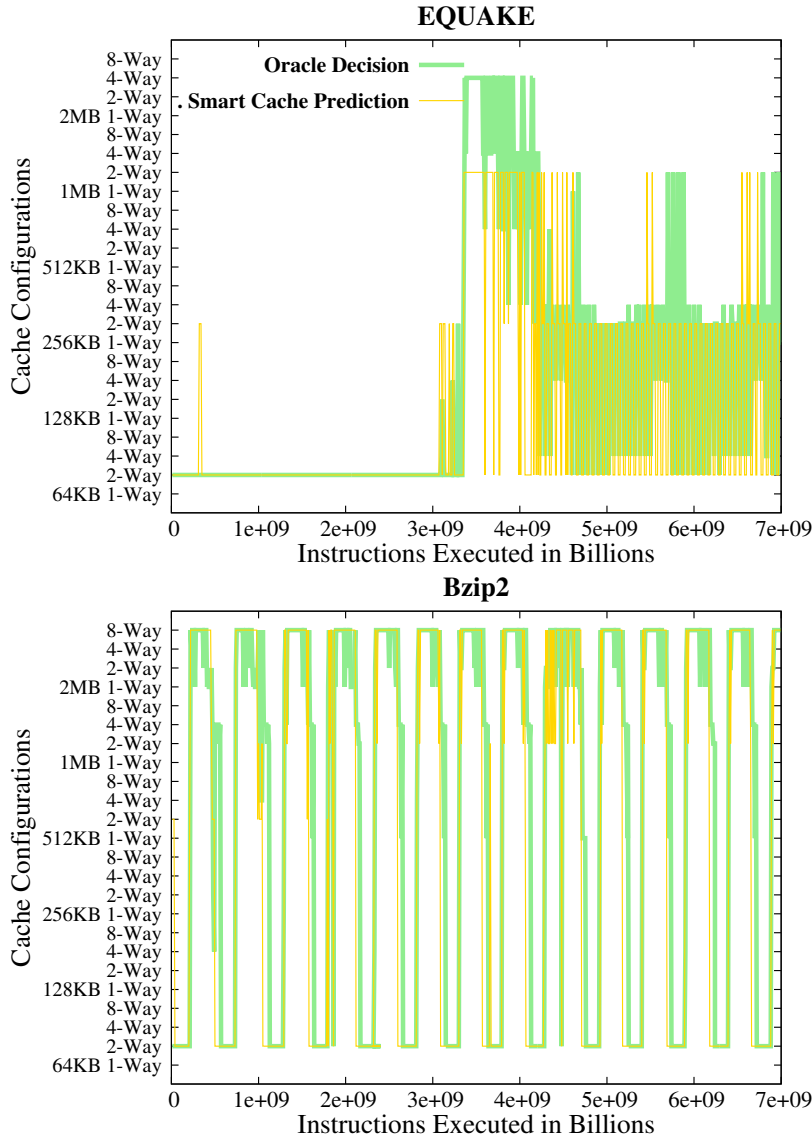 EQUAKE
Oracle Decision
. Smart Cache Prediction
Cache Configurations
8-Way
4-Way
2-Way
2MB 1-Way
8-Way
4-Way
2-Way
1MB 1-Way
8-Way
4-Way
2-Way
512KB 1-Way
8-Way
4-Way
2-Way
256KB 1-Way
8-Way
4-Way
2-Way
128KB 1-Way
8-Way
4-Way
2-Way
64KB 1-Way
0 1e+09 2e+09 3e+09 4e+09 5e+09 6e+09 7e+09
Instructions Executed in Billions
Bzip2
Cache Configurations
8-Way
4-Way
2-Way
2MB 1-Way
8-Way
4-Way
2-Way
1MB 1-Way
8-Way
4-Way
2-Way
512KB 1-Way
8-Way
4-Way
2-Way
256KB 1-Way
8-Way
4-Way
2-Way
128KB 1-Way
8-Way
4-Way
2-Way
64KB 1-Way
0 1e+09 2e+09 3e+09 4e+09 5e+09 6e+09 7e+09
Instructions Executed in Billions